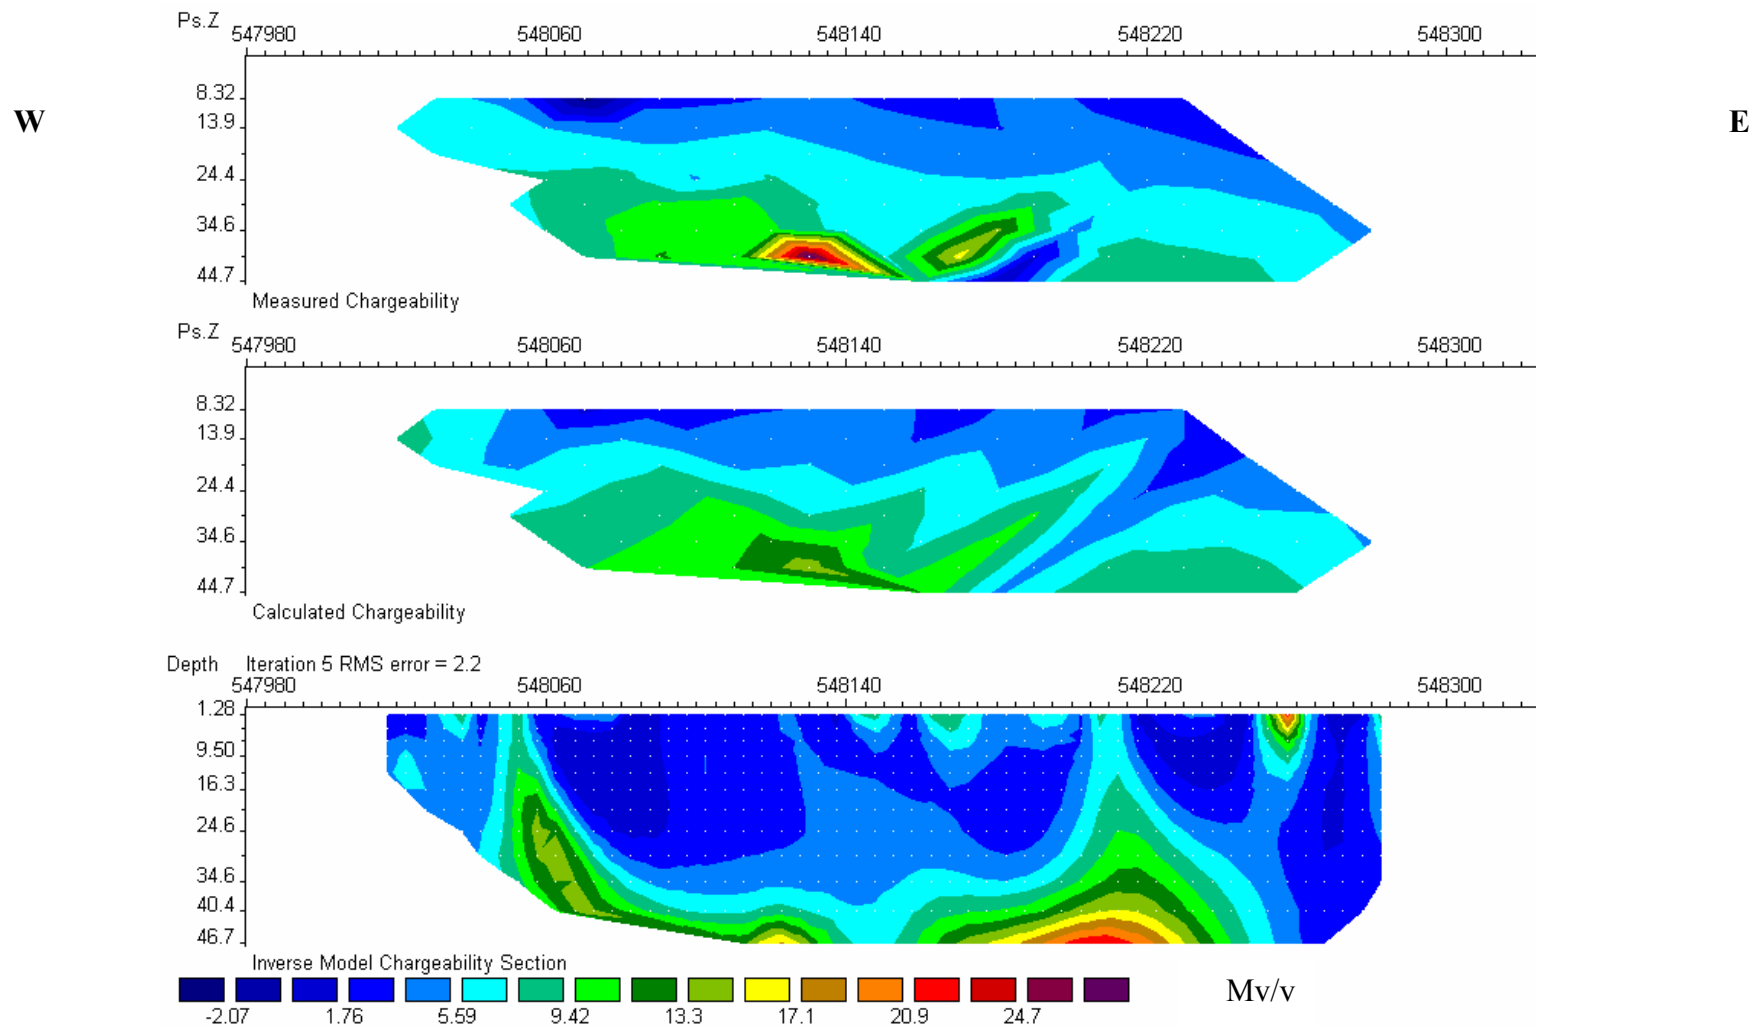 Ps.Z
547980 548060 548140 548220 548300
8.32
W E
13.9
24.4
34.6
44.7
Measured Chargeability
Ps.Z
547980 548060 548140 548220 548300
8.32
13.9
24.4
34.6
44.7
Calculated Chargeability
Depth Iteration 5 RMS error = 2.2
547980 548060 548140 548220 548300
1.28
9.50
16.3
24.6
34.6
40.4
46.7
Inverse Model Chargeability Section
Mv/v
-2.07 1.76 5.59 9.42 13.3 17.1 20.9 24.7